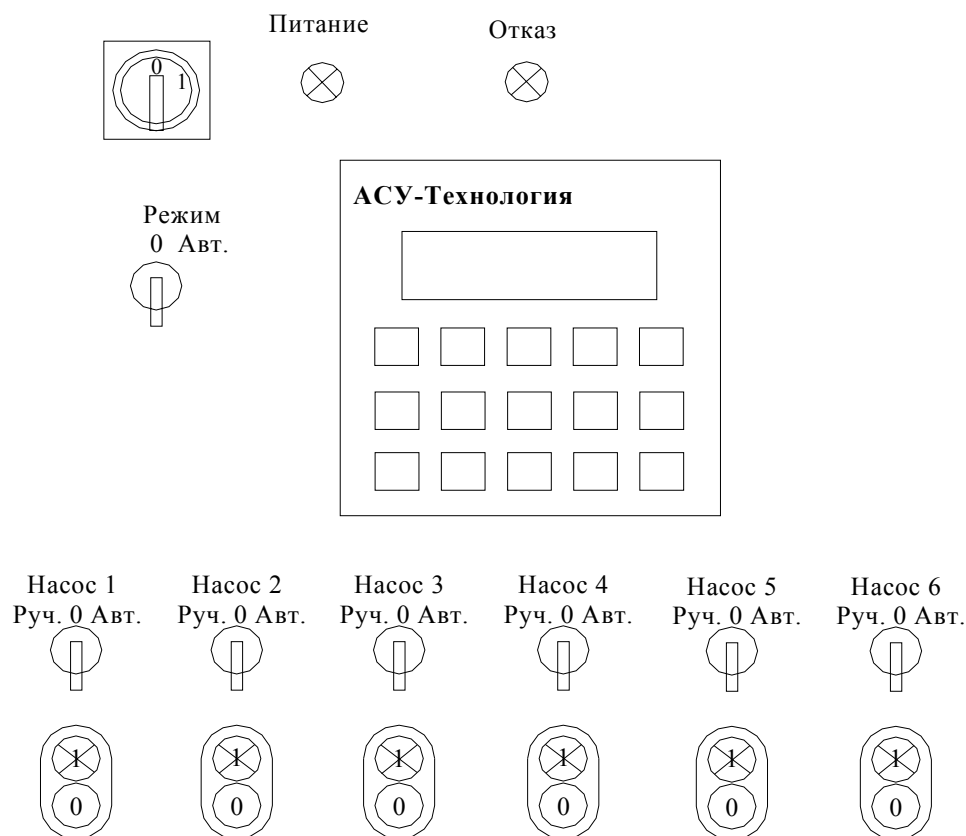 Питание Отказ
0
1
АСУ-Технология
Режим
0 Авт.
Насос 1 Насос 2 Насос 3 Насос 4 Насос 5 Насос 6
Руч. 0 Авт. Руч. 0 Авт. Руч. 0 Авт. Руч. 0 Авт. Руч. 0 Авт. Руч. 0 Авт.
1 1 1 1 1 1
0 0 0 0 0 0